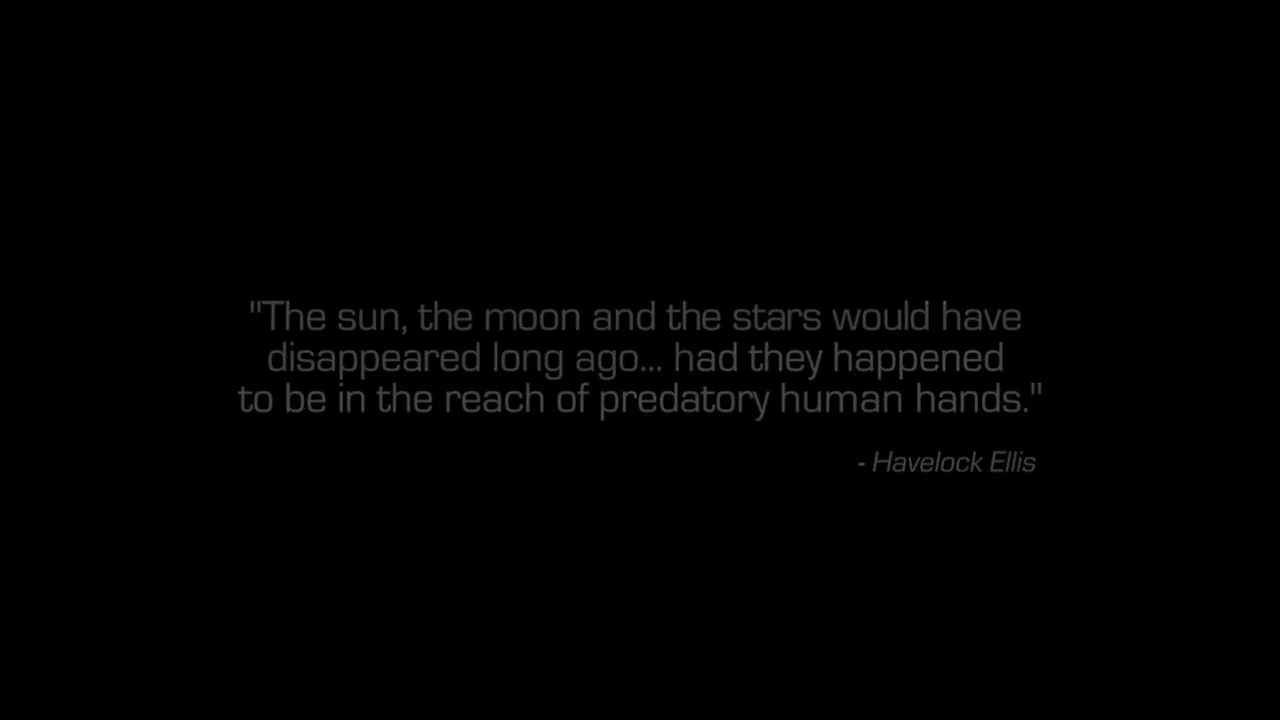 "The sun, the moon and the stars would have
disappeared long ago... had they happened
to be in the reach of predatory human hands."
- Havelock Ellis